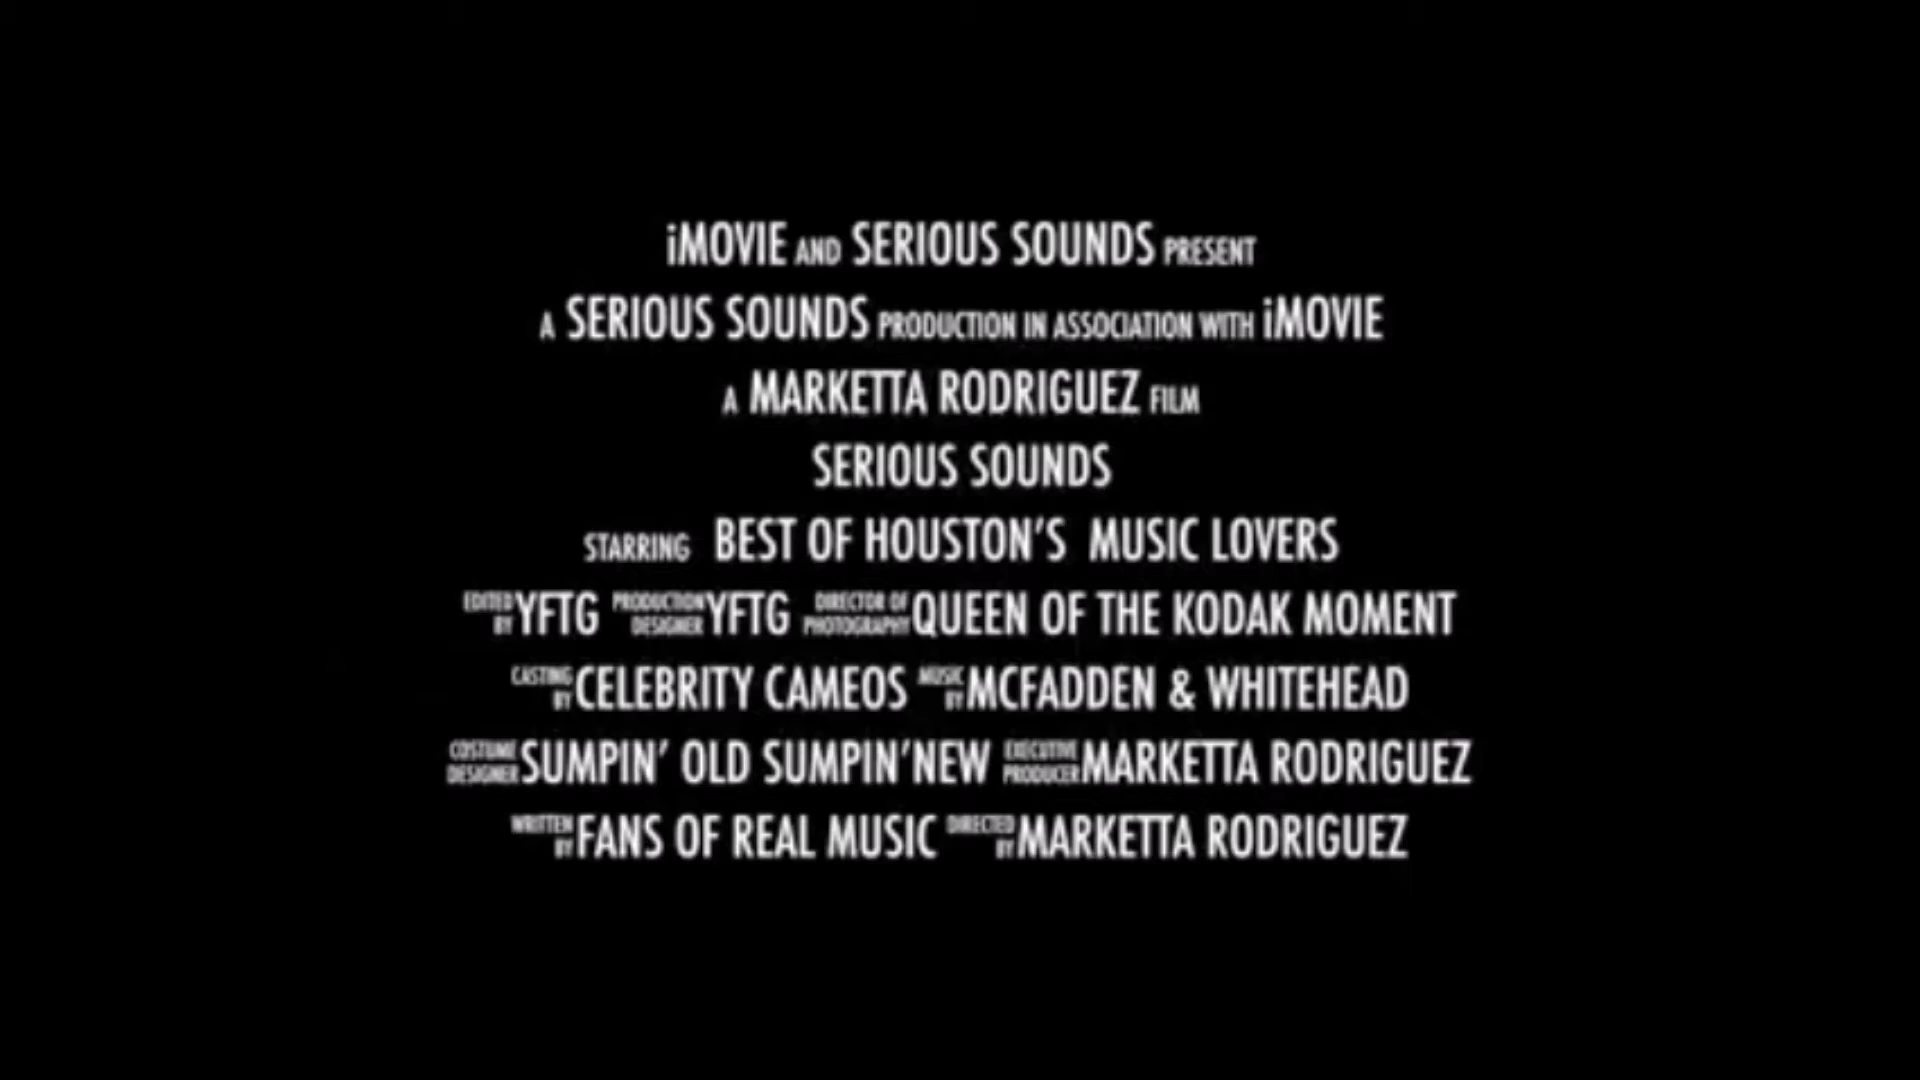 iMOVIE AND SERIOUS SOUNDS PRESENT
A SERIOUS SOUNDS PRODUCTION IN ASSOCIATION WITH iMOVIE
A MARKETTA RODRIGUEZ FILM
SERIOUS SOUNDS
STARRING BEST OF HOUSTON'S MUSIC LOVERS
EDITED BY YFTG PRODUCTION DESIGNER YFTG DIRECTOR OF PHOTOGRAPHY QUEEN OF THE KODAK MOMENT
CASTING BY CELEBRITY CAMEOS MUSIC BY MCFADDEN & WHITEHEAD
COSTUME DESIGNER SUMPIN' OLD SUMPIN'NEW EXECUTIVE PRODUCER MARKETTA RODRIGUEZ
WRITTEN BY FANS OF REAL MUSIC DIRECTED BY MARKETTA RODRIGUEZ